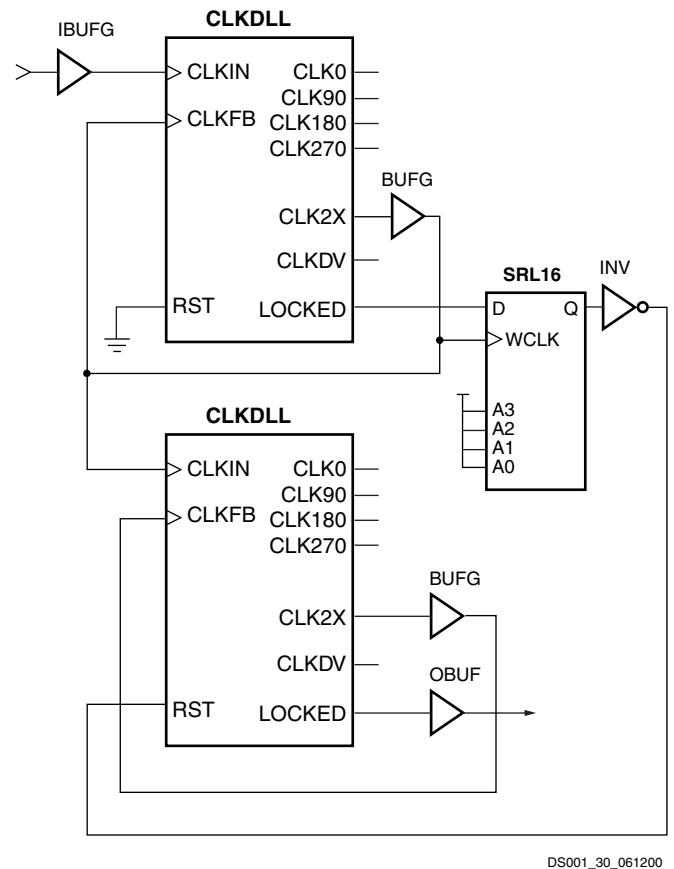 CLKDLL
IBUFG
CLKIN
CLK0
CLK90
CLKFB
CLK180
CLK270
BUFG
CLK2X
CLKDV
SRL16
INV
RST
LOCKED
D
Q
WCLK
A3
A2
A1
A0
CLKDLL
CLKIN
CLK0
CLK90
CLKFB
CLK180
CLK270
BUFG
CLK2X
CLKDV
OBUF
RST
LOCKED
DS001_30_061200